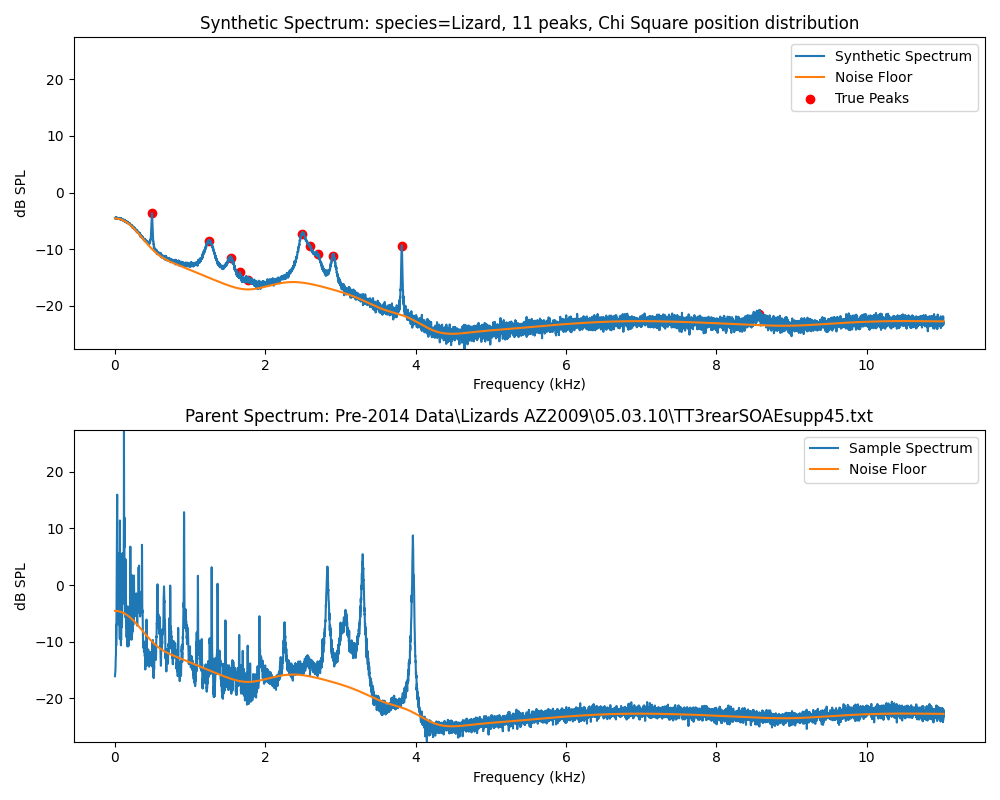 Synthetic Spectrum: species=Lizard, 11 peaks, Chi Square position distribution
Synthetic Spectrum
Noise Floor
True Peaks
dB SPL
20
10
0
−10
−20
0 2 4 6 8 10
Frequency (kHz)
Parent Spectrum: Pre-2014 Data\Lizards AZ2009\05.03.10\TT3rearSOAEsupp45.txt
Sample Spectrum
Noise Floor
dB SPL
20
10
0
−10
−20
0 2 4 6 8 10
Frequency (kHz)